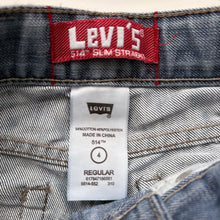 LEVI'S
514™ SLIM STRAIGHT
LEVI'S
MADE IN CHINA
514™
4
REGULAR